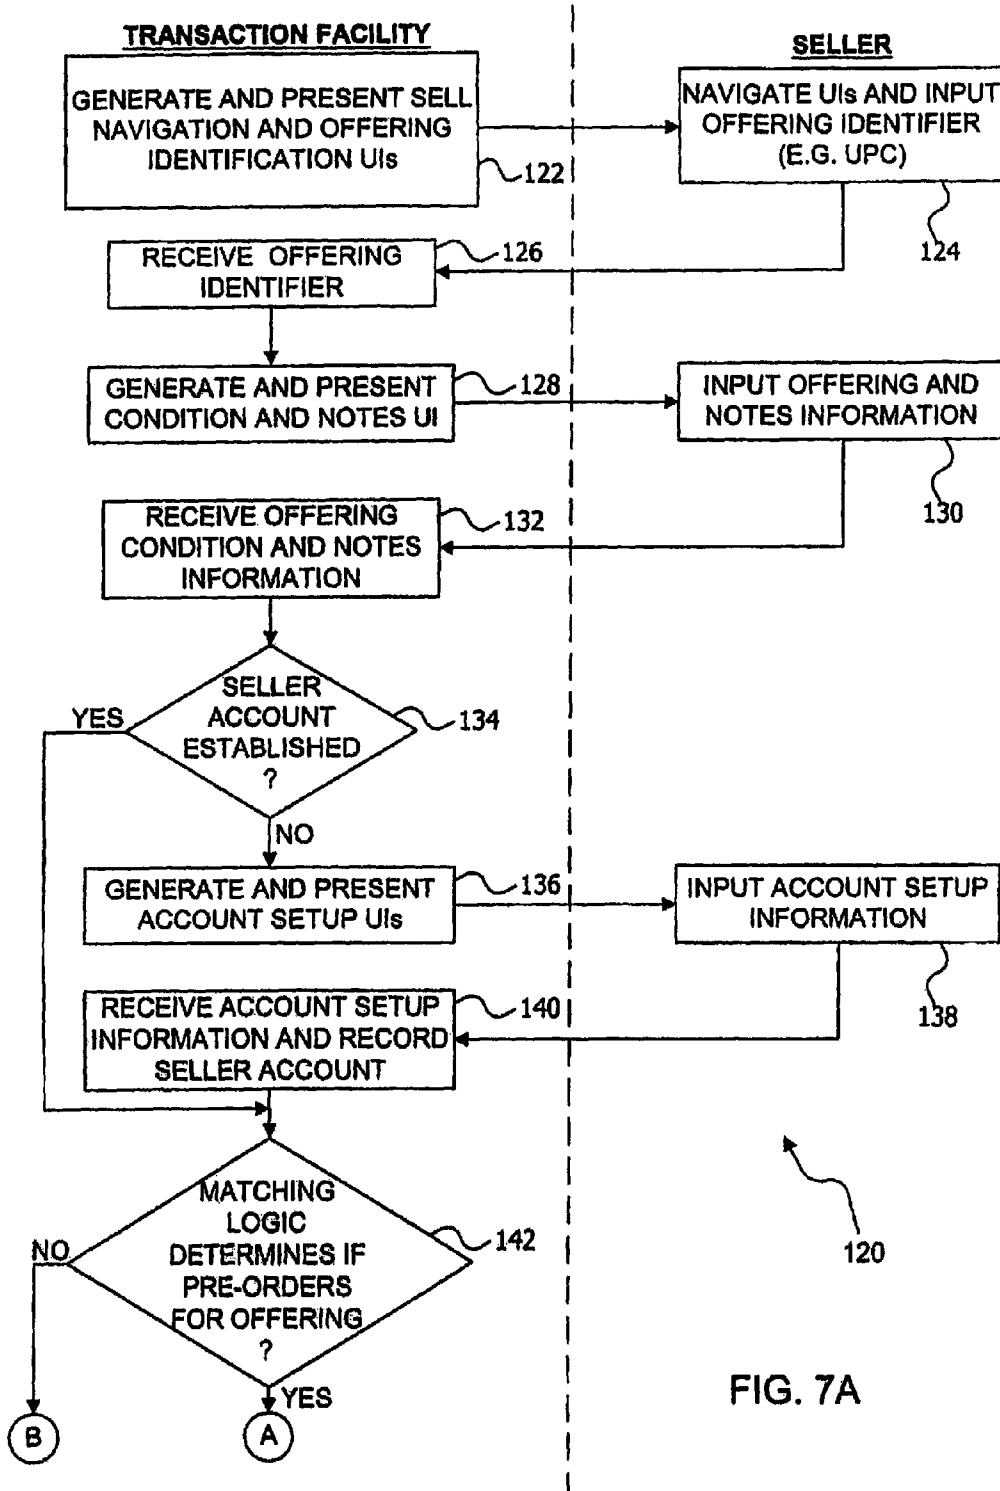 TRANSACTION FACILITY
SELLER
GENERATE AND PRESENT SELL
NAVIGATION AND OFFERING
IDENTIFICATION UIs
122
NAVIGATE UIs AND INPUT
OFFERING IDENTIFIER
(E.G. UPC)
124
RECEIVE OFFERING
IDENTIFIER
126
GENERATE AND PRESENT
CONDITION AND NOTES UI
128
INPUT OFFERING AND
NOTES INFORMATION
130
RECEIVE OFFERING
CONDITION AND NOTES
INFORMATION
132
SELLER
ACCOUNT
ESTABLISHED
?
134
YES
NO
GENERATE AND PRESENT
ACCOUNT SETUP UIs
136
INPUT ACCOUNT SETUP
INFORMATION
138
RECEIVE ACCOUNT SETUP
INFORMATION AND RECORD
SELLER ACCOUNT
140
MATCHING
LOGIC
DETERMINES IF
PRE-ORDERS
FOR OFFERING
?
142
NO
YES
B
A
120
FIG. 7A